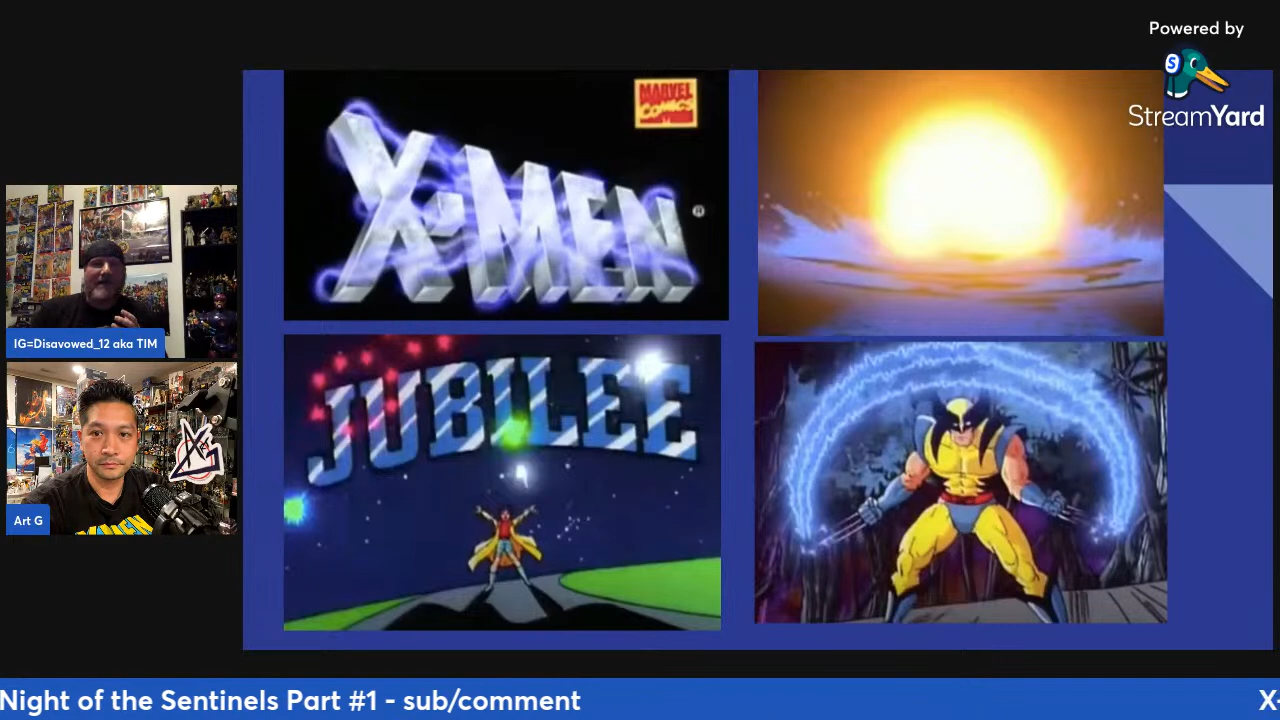 Powered by
StreamYard
MARVEL
COMICS
X-MEN
®
JUBILEE
IG=Disavowed_12 aka TIM
Art G
Night of the Sentinels Part #1 - sub/comment
X-